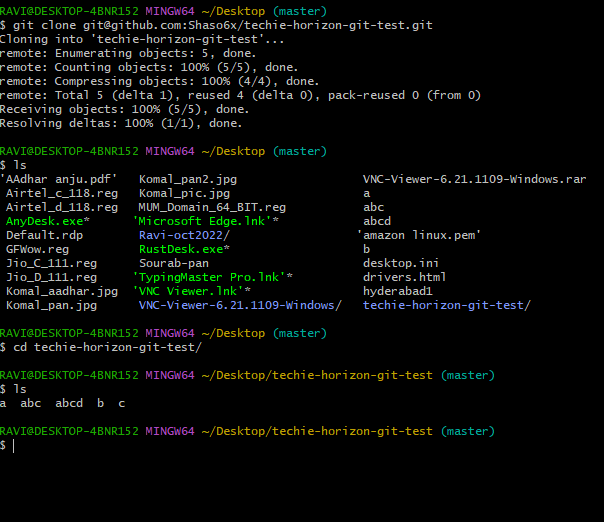 RAVI@DESKTOP-4BNR152 MINGW64 ~/Desktop (master)
$ git clone git@github.com:Shaso6x/techie-horizon-git-test.git
Cloning into 'techie-horizon-git-test'...
remote: Enumerating objects: 5, done.
remote: Counting objects: 100% (5/5), done.
remote: Compressing objects: 100% (4/4), done.
remote: Total 5 (delta 1), reused 4 (delta 0), pack-reused 0 (from 0)
Receiving objects: 100% (5/5), done.
Resolving deltas: 100% (1/1), done.
RAVI@DESKTOP-4BNR152 MINGW64 ~/Desktop (master)
$ ls
'AAdhar anju.pdf' Komal_pan2.jpg VNC-Viewer-6.21.1109-Windows.rar
Airtel_c_118.reg Komal_pic.jpg a
Airtel_d_118.reg MUM_Domain_64_BIT.reg abc
AnyDesk.exe* 'Microsoft Edge.lnk'* abcd
Default.rdp Ravi-oct2022/ 'amazon linux.pem'
GFWow.reg RustDesk.exe* b
Jio_C_111.reg Sourab-pan desktop.ini
Jio_D_111.reg 'TypingMaster Pro.lnk'* drivers.html
Komal_aadhar.jpg 'VNC Viewer.lnk'* hyderabad1
Komal_pan.jpg VNC-Viewer-6.21.1109-Windows/ techie-horizon-git-test/
RAVI@DESKTOP-4BNR152 MINGW64 ~/Desktop (master)
$ cd techie-horizon-git-test/
RAVI@DESKTOP-4BNR152 MINGW64 ~/Desktop/techie-horizon-git-test (master)
$ ls
a abc abcd b c
RAVI@DESKTOP-4BNR152 MINGW64 ~/Desktop/techie-horizon-git-test (master)
$